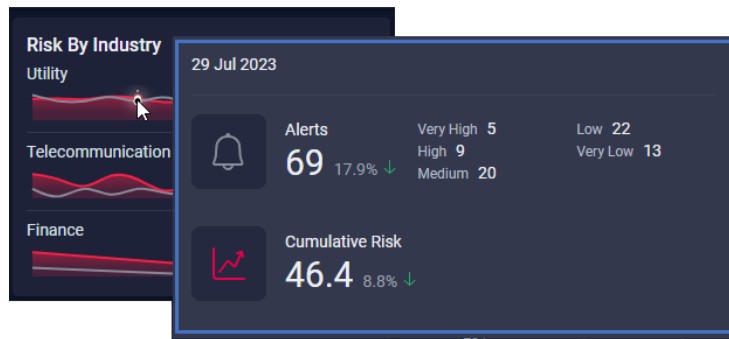 Risk By Industry
Utility
Telecommunication
Finance
29 Jul 2023
Alerts
69 17.9% ↓
Very High 5
High 9
Medium 20
Low 22
Very Low 13
Cumulative Risk
46.4 8.8% ↓